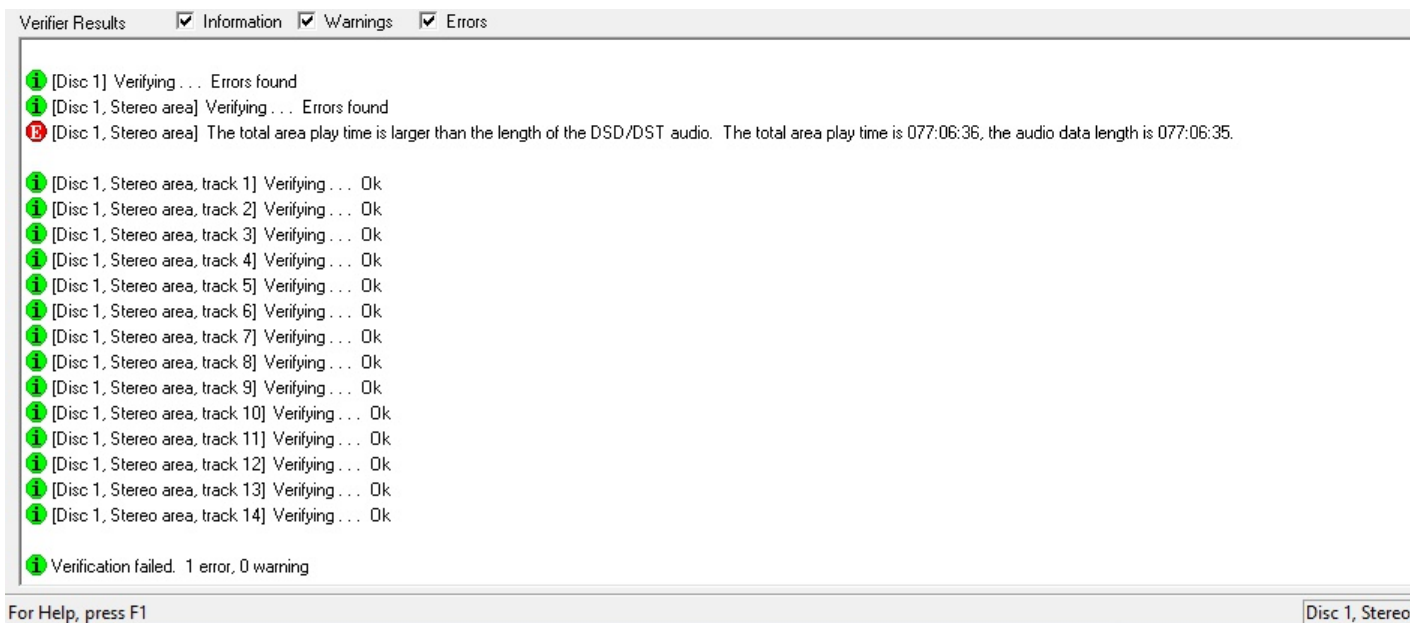 Verifier Results Information Warnings Errors
[Disc 1] Verifying . . . Errors found
[Disc 1, Stereo area] Verifying . . . Errors found
[Disc 1, Stereo area] The total area play time is larger than the length of the DSD/DST audio. The total area play time is 077:06:36, the audio data length is 077:06:35.
[Disc 1, Stereo area, track 1] Verifying . . . Ok
[Disc 1, Stereo area, track 2] Verifying . . . Ok
[Disc 1, Stereo area, track 3] Verifying . . . Ok
[Disc 1, Stereo area, track 4] Verifying . . . Ok
[Disc 1, Stereo area, track 5] Verifying . . . Ok
[Disc 1, Stereo area, track 6] Verifying . . . Ok
[Disc 1, Stereo area, track 7] Verifying . . . Ok
[Disc 1, Stereo area, track 8] Verifying . . . Ok
[Disc 1, Stereo area, track 9] Verifying . . . Ok
[Disc 1, Stereo area, track 10] Verifying . . . Ok
[Disc 1, Stereo area, track 11] Verifying . . . Ok
[Disc 1, Stereo area, track 12] Verifying . . . Ok
[Disc 1, Stereo area, track 13] Verifying . . . Ok
[Disc 1, Stereo area, track 14] Verifying . . . Ok
Verification failed. 1 error, 0 warning
For Help, press F1 Disc 1, Stereo